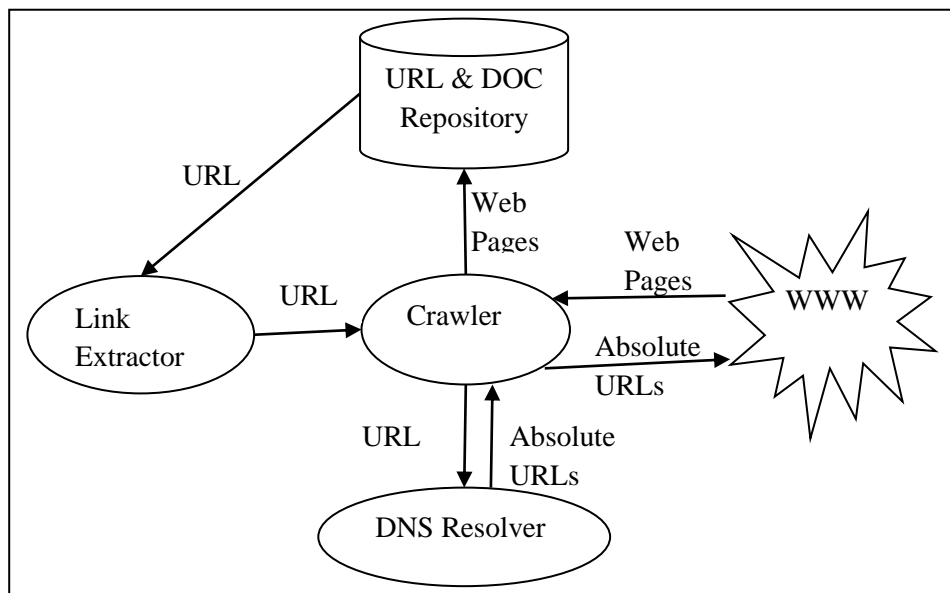 URL & DOC
Repository
URL
Web
Pages
Web
Pages
URL
WWW
Link
Extractor
Crawler
Absolute
URLs
URL
Absolute
URLs
DNS Resolver